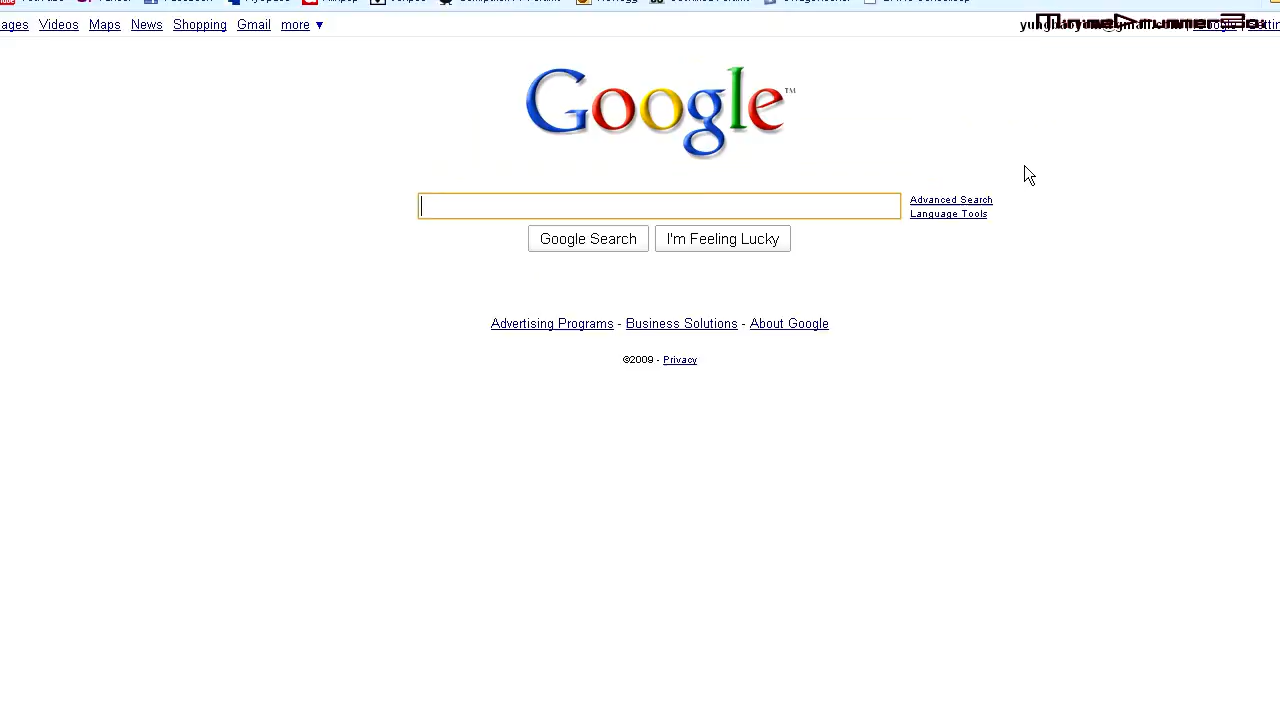 Images Videos Maps News Shopping Gmail more ▼
Google™
Advanced Search
Language Tools
Google Search I'm Feeling Lucky
Advertising Programs - Business Solutions - About Google
©2009 - Privacy